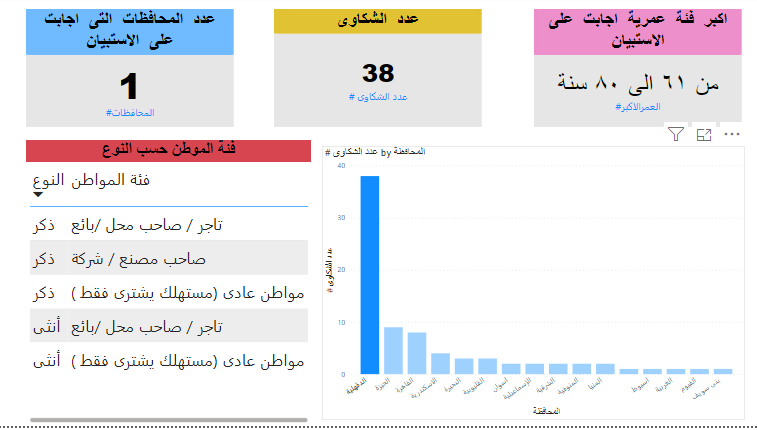 اكبر فئة عمرية اجابت على
الاستبيان
من ٦١ الى ٨٠ سنة
#العمرالاكبر
عدد الشكاوى
38
# عدد الشكاوى
عدد المحافظات التى اجابت
على الاستبيان
1
#المحافظات
فئة الموطن حسب النوع
النوع فئة المواطن
ذكر تاجر / صاحب محل /بائع
ذكر صاحب مصنع / شركة
ذكر مواطن عادى (مستهلك يشترى فقط )
أنثى تاجر / صاحب محل /بائع
أنثى مواطن عادى (مستهلك يشترى فقط )
# عدد الشكاوى by المحافظة
# عدد الشكاوى
40
30
20
10
0
الدقهلية
الجيزة
القاهرة
الاسكندرية
البحيرة
القليوبية
اسوان
الإسماعيلية
الشرقية
المنوفية
المنيا
اسيوط
الغربية
الفيوم
بنى سويف
المحافظة